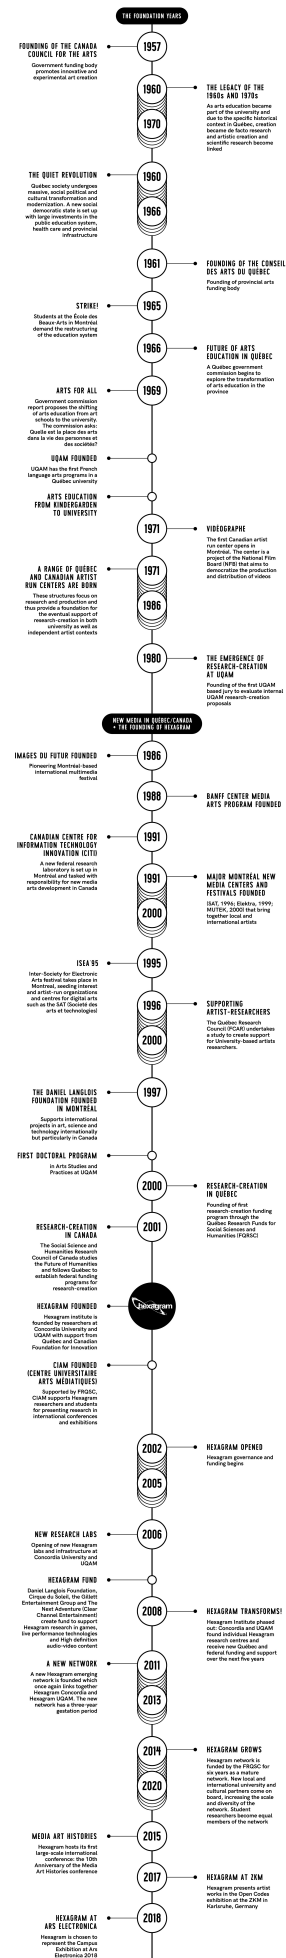 THE FOUNDATION YEARS
1957
FOUNDING OF THE CANADA
COUNCIL FOR THE ARTS
Government funding body
promotes innovative and
experimental art creation
1960
1970
THE LEGACY OF THE
1960s AND 1970s
As arts education became
part of the university and
due to the specific historical
context in Québec, creation
became de facto research
and artistic creation and
scientific research become
linked
1960
1966
THE QUIET REVOLUTION
Québec society undergoes
massive, social political and
cultural transformation and
modernization. A new social
democratic state is set up
with large investments in the
public education system,
health care and provincial
infrastructure
1961
FOUNDING OF THE CONSEIL
DES ARTS DU QUÉBEC
Founding of provincial arts
funding body
1965
STRIKE!
Students at the École des
Beaux-Arts in Montréal
demand the restructuring
of the education system
1966
FUTURE OF ARTS
EDUCATION IN QUÉBEC
A Québec government
commission begins to
explore the transformation
of arts education in the
province
1969
ARTS FOR ALL
Government commission
report proposes the shifting
of arts education from art
schools to the university.
The commission asks:
Quelle est la place des arts
dans la vie des personnes et
des sociétés?
UQAM FOUNDED
UQAM has the first French
language arts programs in a
Québec university
ARTS EDUCATION
FROM KINDERGARDEN
TO UNIVERSITY
1971
VIDÉOGRAPHE
The first Canadian artist
run center opens in
Montréal. The center is a
project of the National Film
Board (NFB) that aims to
democratize the production
and distribution of videos
1971
1986
A RANGE OF QUÉBEC
AND CANADIAN ARTIST
RUN CENTERS ARE BORN
These structures focus on
research and production and
thus provide a foundation for
the eventual support of
research-creation in both
university as well as
independent artist contexts
1980
THE EMERGENCE OF
RESEARCH-CREATION
AT UQAM
Founding of the first UQAM
based jury to evaluate internal
UQAM research-creation
proposals
NEW MEDIA IN QUÉBEC/CANADA
+ THE FOUNDING OF HEXAGRAM
1986
IMAGES DU FUTUR FOUNDED
Pioneering Montréal-based
international multimedia
festival
1988
BANFF CENTER MEDIA
ARTS PROGRAM FOUNDED
1991
CANADIAN CENTRE FOR
INFORMATION TECHNOLOGY
INNOVATION (CITI)
A new federal research
laboratory is set up in
Montréal and tasked with
responsibility for new media
arts development in Canada
1991
2000
MAJOR MONTRÉAL NEW
MEDIA CENTERS AND
FESTIVALS FOUNDED
(SAT, 1996; Elektra, 1999;
MUTEK, 2000) that bring
together local and
international artists
1995
ISEA'95
Inter-Society for Electronic
Arts festival takes place in
Montreal, seeding interest
and artist-run organizations
and centres for digital arts
such as the SAT (Societé des
arts et technologies)
1996
2000
SUPPORTING
ARTIST-RESEARCHERS
The Québec Research
Council (FCAR) undertakes
a study to create support
for University-based artists
researchers.
1997
THE DANIEL LANGLOIS
FOUNDATION FOUNDED
IN MONTRÉAL
Supports international
projects in art, science and
technology internationally
but particularly in Canada
FIRST DOCTORAL PROGRAM
in Arts Studies and
Practices at UQAM
2000
RESEARCH-CREATION
IN QUÉBEC
Founding of first
research-creation funding
program through the
Québec Research Funds for
Social Sciences and
Humanities (FQRSC)
2001
RESEARCH-CREATION
IN CANADA
The Social Science and
Humanities Research
Council of Canada studies
the Future of Humanities
and follows Québec to
establish federal funding
programs for
research-creation
hexagram
HEXAGRAM FOUNDED
Hexagram institute is
founded by researchers at
Concordia University and
UQAM with support from
Québec and Canadian
Foundation for Innovation
CIAM FOUNDED
(CENTRE UNIVERSITAIRE
ARTS MÉDIATIQUES)
Supported by FRQSC,
CIAM supports Hexagram
researchers and students
for presenting research in
international conferences
and exhibitions
2002
2005
HEXAGRAM OPENED
Hexagram governance and
funding begins
2006
NEW RESEARCH LABS
Opening of new Hexagram
labs and infrastructure at
Concordia University and
UQAM
HEXAGRAM FUND
Daniel Langlois Foundation,
Cirque du Soleil, the Gillett
Entertainment Group and The
Next Adventure (Clear
Channel Entertainment)
create fund to support
Hexagram research in games,
live performance technologies
and High definition
audio-video content
2008
HEXAGRAM TRANSFORMS!
Hexagram Institute phased
out: Concordia and UQAM
found individual Hexagram
research centres and
receive new Québec and
federal funding and support
over the next five years
2011
2013
A NEW NETWORK
A new Hexagram emerging
network is founded which
once again links together
Hexagram Concordia and
Hexagram UQAM. The new
network has a three-year
gestation period
2014
2020
HEXAGRAM GROWS
Hexagram network is
funded by the FRQSC for
six years as a mature
network. New local and
international university and
cultural partners come on
board, increasing the scale
and diversity of the
network. Student
researchers become equal
members of the network
2015
MEDIA ART HISTORIES
Hexagram hosts its first
large-scale international
conference: the 10th
Anniversary of the Media
Art Histories conference
2017
HEXAGRAM AT ZKM
Hexagram presents artist
works in the Open Codes
exhibition at the ZKM in
Karlsruhe, Germany
2018
HEXAGRAM AT
ARS ELECTRONICA
Hexagram is chosen to
represent the Campus
Exhibition at Ars
Electronica 2018